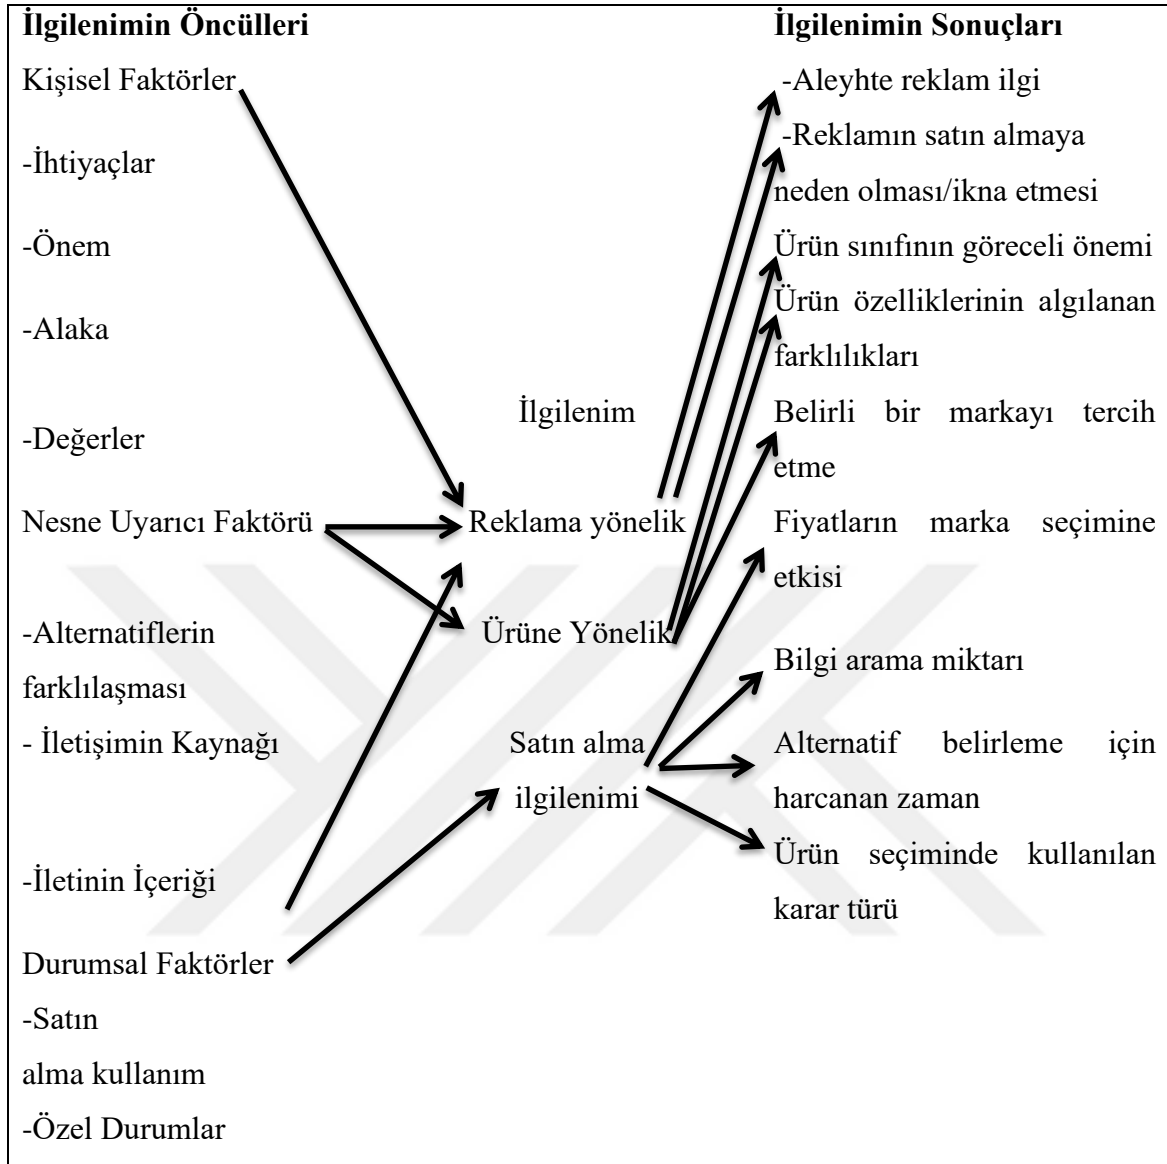 İlgilenimin Öncülleri
Kişisel Faktörler
-İhtiyaçlar
-Önem
-Alaka
-Değerler
Nesne Uyarıcı Faktörü
-Alternatiflerin
farklılaşması
- İletişimin Kaynağı
-İletinin İçeriği
Durumsal Faktörler
-Satın
alma kullanım
-Özel Durumlar
İlgilenim
Reklama yönelik
Ürüne Yönelik
Satın alma
ilgilenimi
İlgilenimin Sonuçları
-Aleyhte reklam ilgi
-Reklamın satın almaya
neden olması/ikna etmesi
Ürün sınıfının göreceli önemi
Ürün özelliklerinin algılanan
farklılıkları
Belirli bir markayı tercih
etme
Fiyatların marka seçimine
etkisi
Bilgi arama miktarı
Alternatif belirleme için
harcanan zaman
Ürün seçiminde kullanılan
karar türü